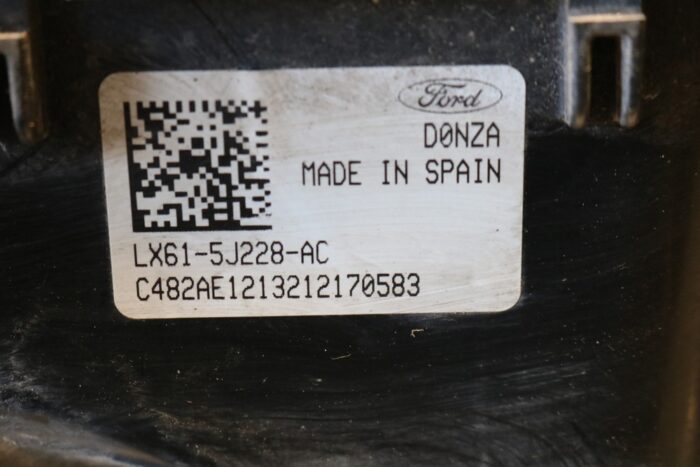 Ford
D0NZA
MADE IN SPAIN
LX61-5J228-AC
C482AE1213212170583